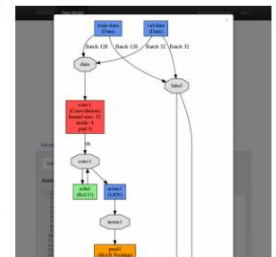 train-data
(Data)
val-data
(Data)
Batch 128
Batch 128
Batch 32
Batch 32
data
label
conv1
(Convolution)
kernel size: 11
stride: 4
pad: 0
96
conv1
relu1
(ReLU)
norm1
(LRN)
norm1
pool1
(MAX Pooling)